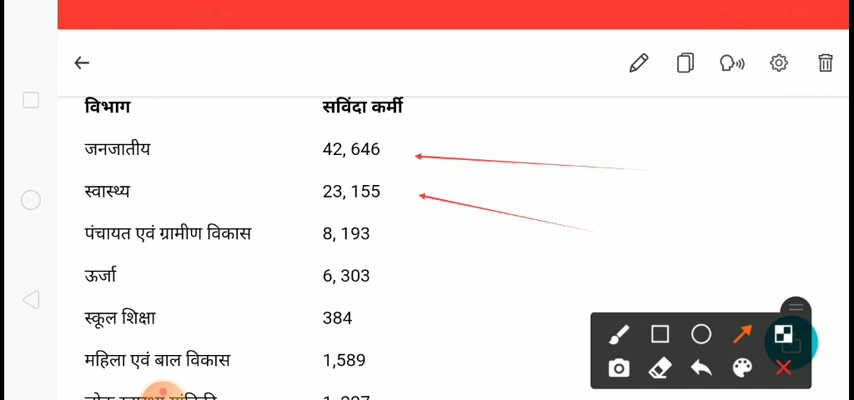 विभाग सविंदा कर्मी
जनजातीय 42, 646
स्वास्थ्य 23, 155
पंचायत एवं ग्रामीण विकास 8, 193
ऊर्जा 6, 303
स्कूल शिक्षा 384
महिला एवं बाल विकास 1,589